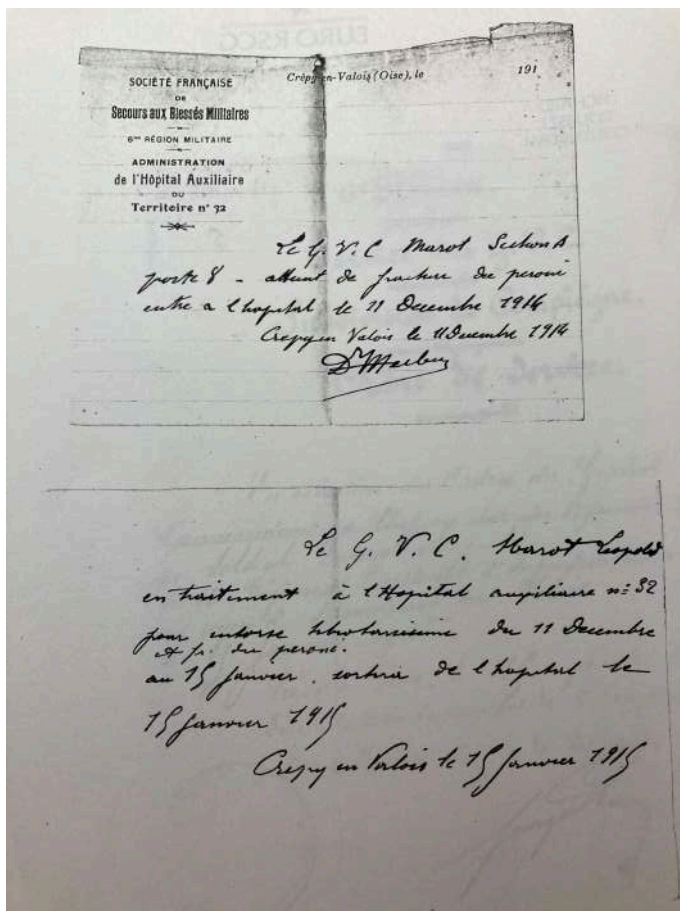 SOCIÉTÉ FRANÇAISE
DE
Secours aux Blessés Militaires
6ME RÉGION MILITAIRE
ADMINISTRATION
de l'Hôpital Auxiliaire
DU
Territoire n° 32
Crépy-en-Valois (Oise), le 191
Le G. V. C Marot Section A
poste 8 - atteint de fracture du peroné
entre a l'hopital le 11 Decembre 1914
Crepy en Valois le 11 Decembre 1914
Dr
Le G. V. C. Marot Leopold
en traitement à l'Hopital auxiliaire n° 32
pour entorse du 11 Decembre
et fr. du peroné.
au 15 Janvier, sortira de l'hopital le
15 Janvier 1915
Crepy en Valois le 15 Janvier 1915